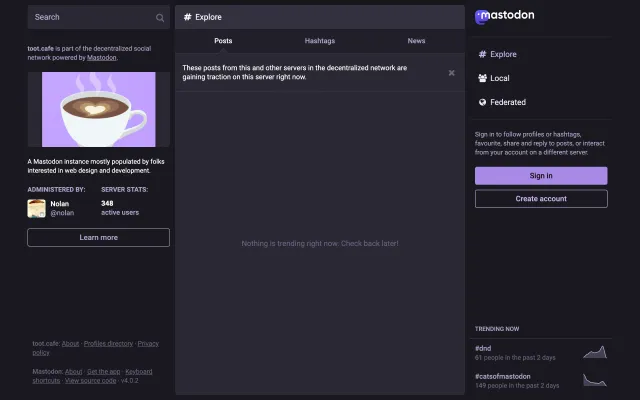 Search
toot.cafe is part of the decentralized social
network powered by Mastodon.
A Mastodon instance mostly populated by folks
interested in web design and development.
ADMINISTERED BY:
Nolan
@nolan
SERVER STATS:
348
active users
Learn more
toot.cafe: About · Profiles directory · Privacy
policy
Mastodon: About · Get the app · Keyboard
shortcuts · View source code · v4.0.2
# Explore
Posts
Hashtags
News
These posts from this and other servers in the decentralized network are
gaining traction on this server right now.
Nothing is trending right now. Check back later!
mastodon
# Explore
Local
Federated
Sign in to follow profiles or hashtags,
favourite, share and reply to posts, or interact
from your account on a different server.
Sign in
Create account
TRENDING NOW
#dnd
61 people in the past 2 days
#catsofmastodon
149 people in the past 2 days